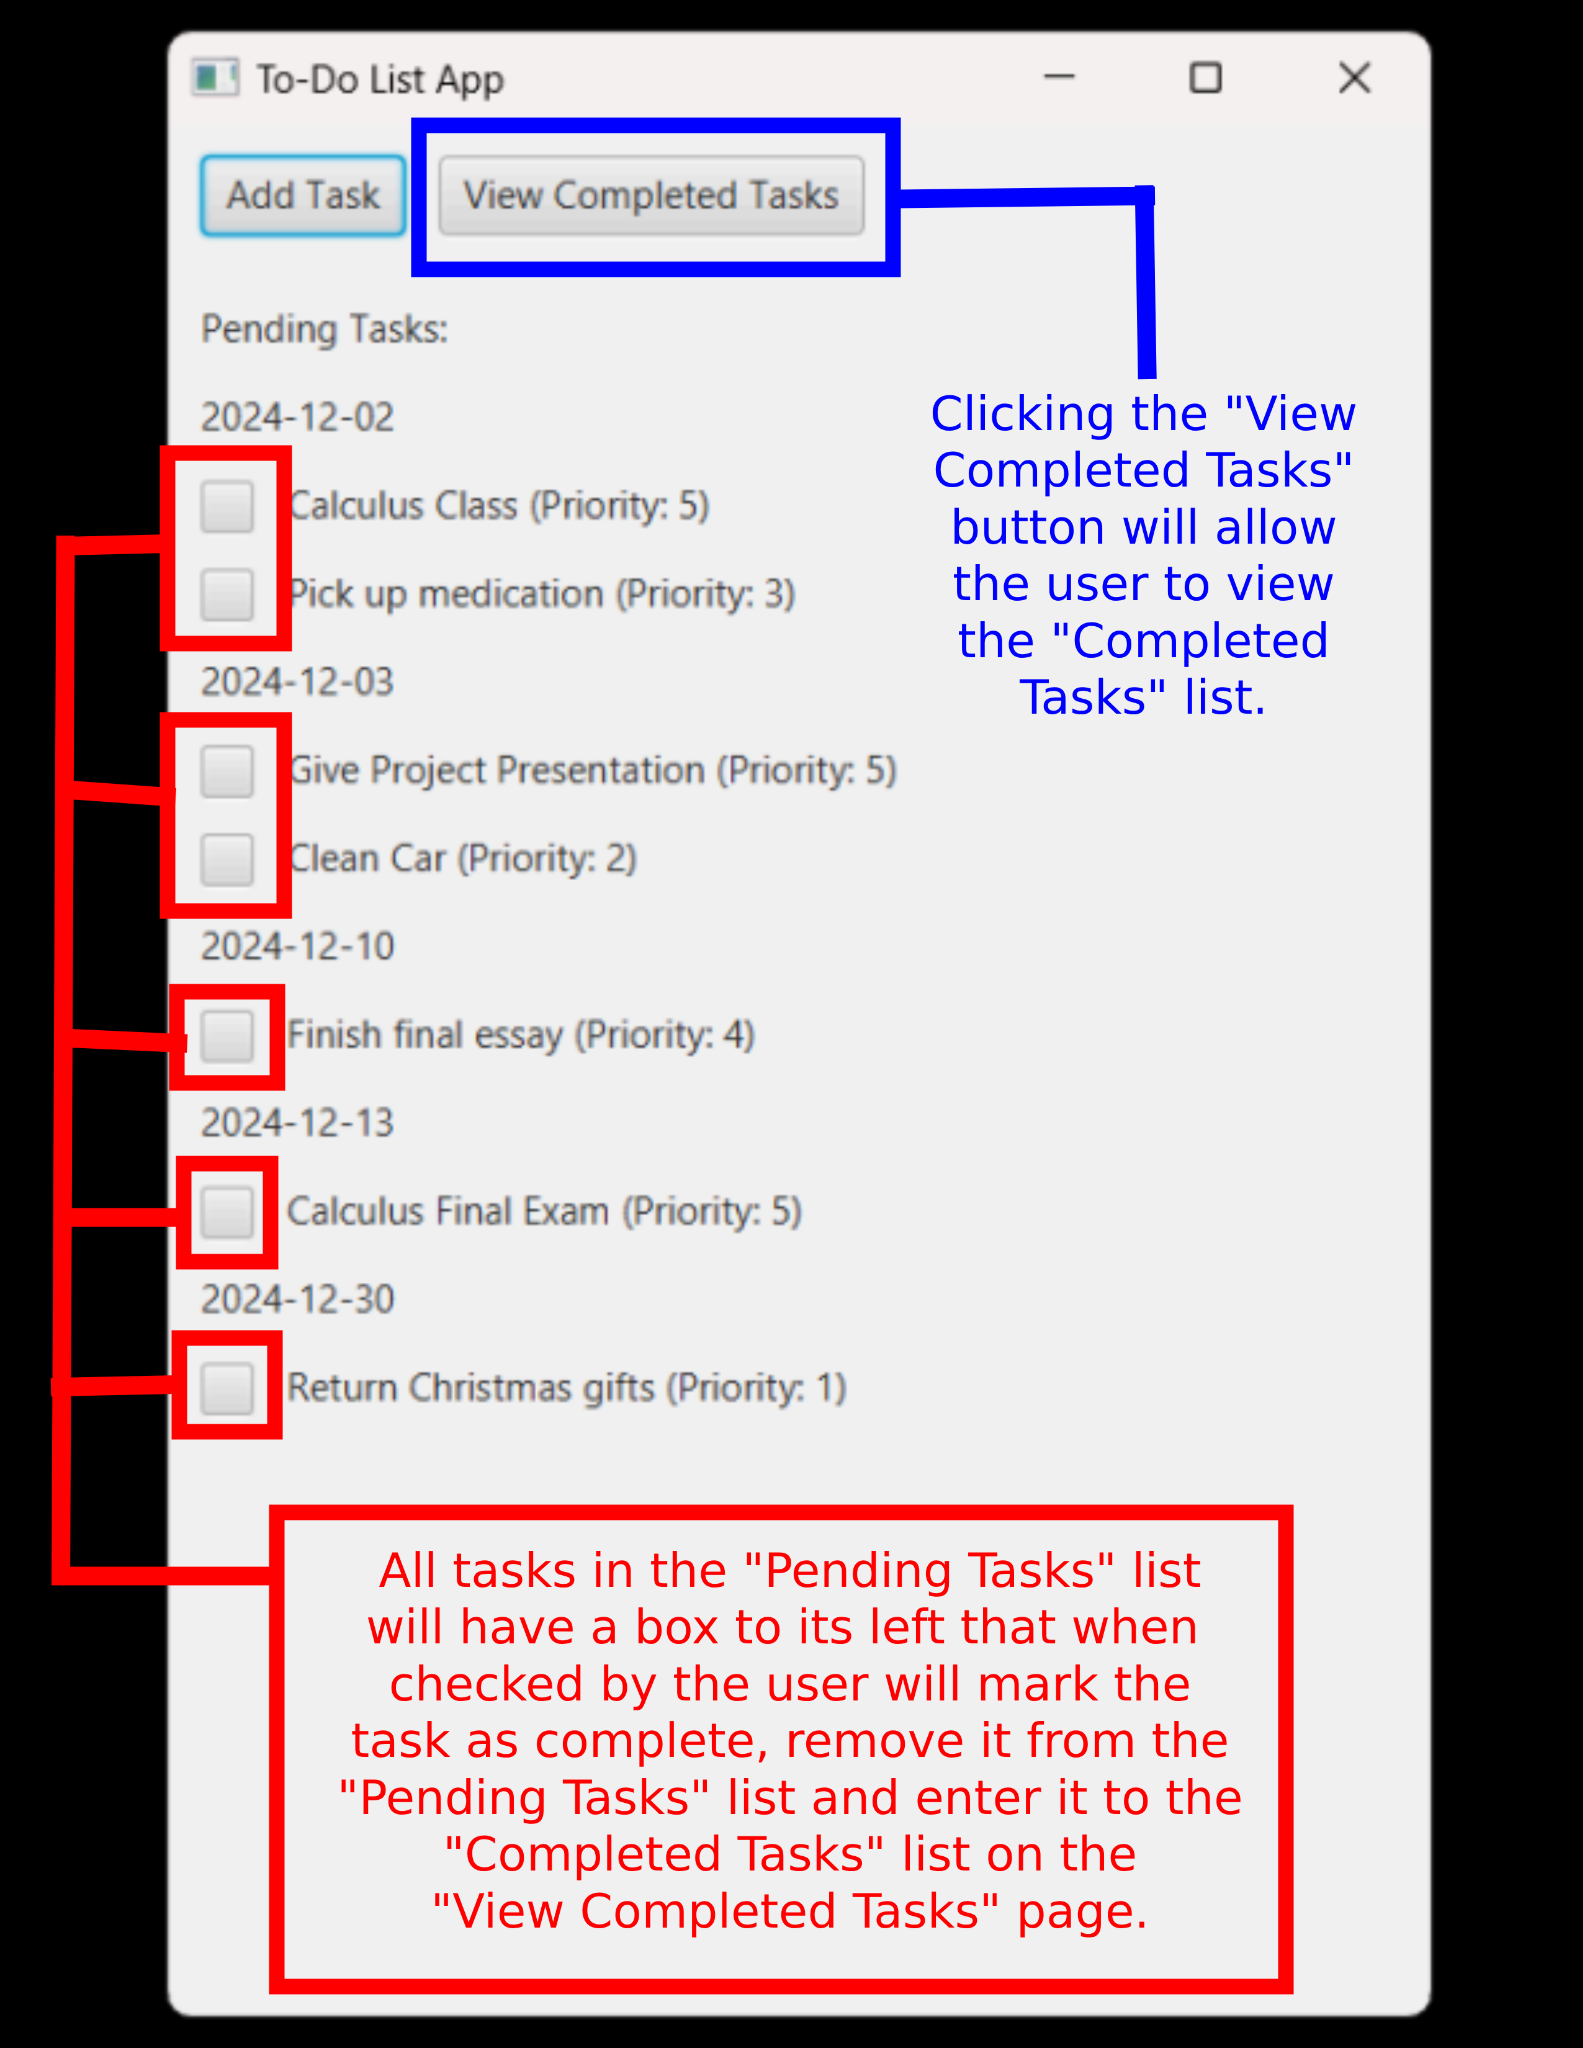 To-Do List App
Add Task
View Completed Tasks
Pending Tasks:
2024-12-02
Calculus Class (Priority: 5)
Pick up medication (Priority: 3)
2024-12-03
Give Project Presentation (Priority: 5)
Clean Car (Priority: 2)
2024-12-10
Finish final essay (Priority: 4)
2024-12-13
Calculus Final Exam (Priority: 5)
2024-12-30
Return Christmas gifts (Priority: 1)
Clicking the "View
Completed Tasks"
button will allow
the user to view
the "Completed
Tasks" list.
All tasks in the "Pending Tasks" list
will have a box to its left that when
checked by the user will mark the
task as complete, remove it from the
"Pending Tasks" list and enter it to the
"Completed Tasks" list on the
"View Completed Tasks" page.